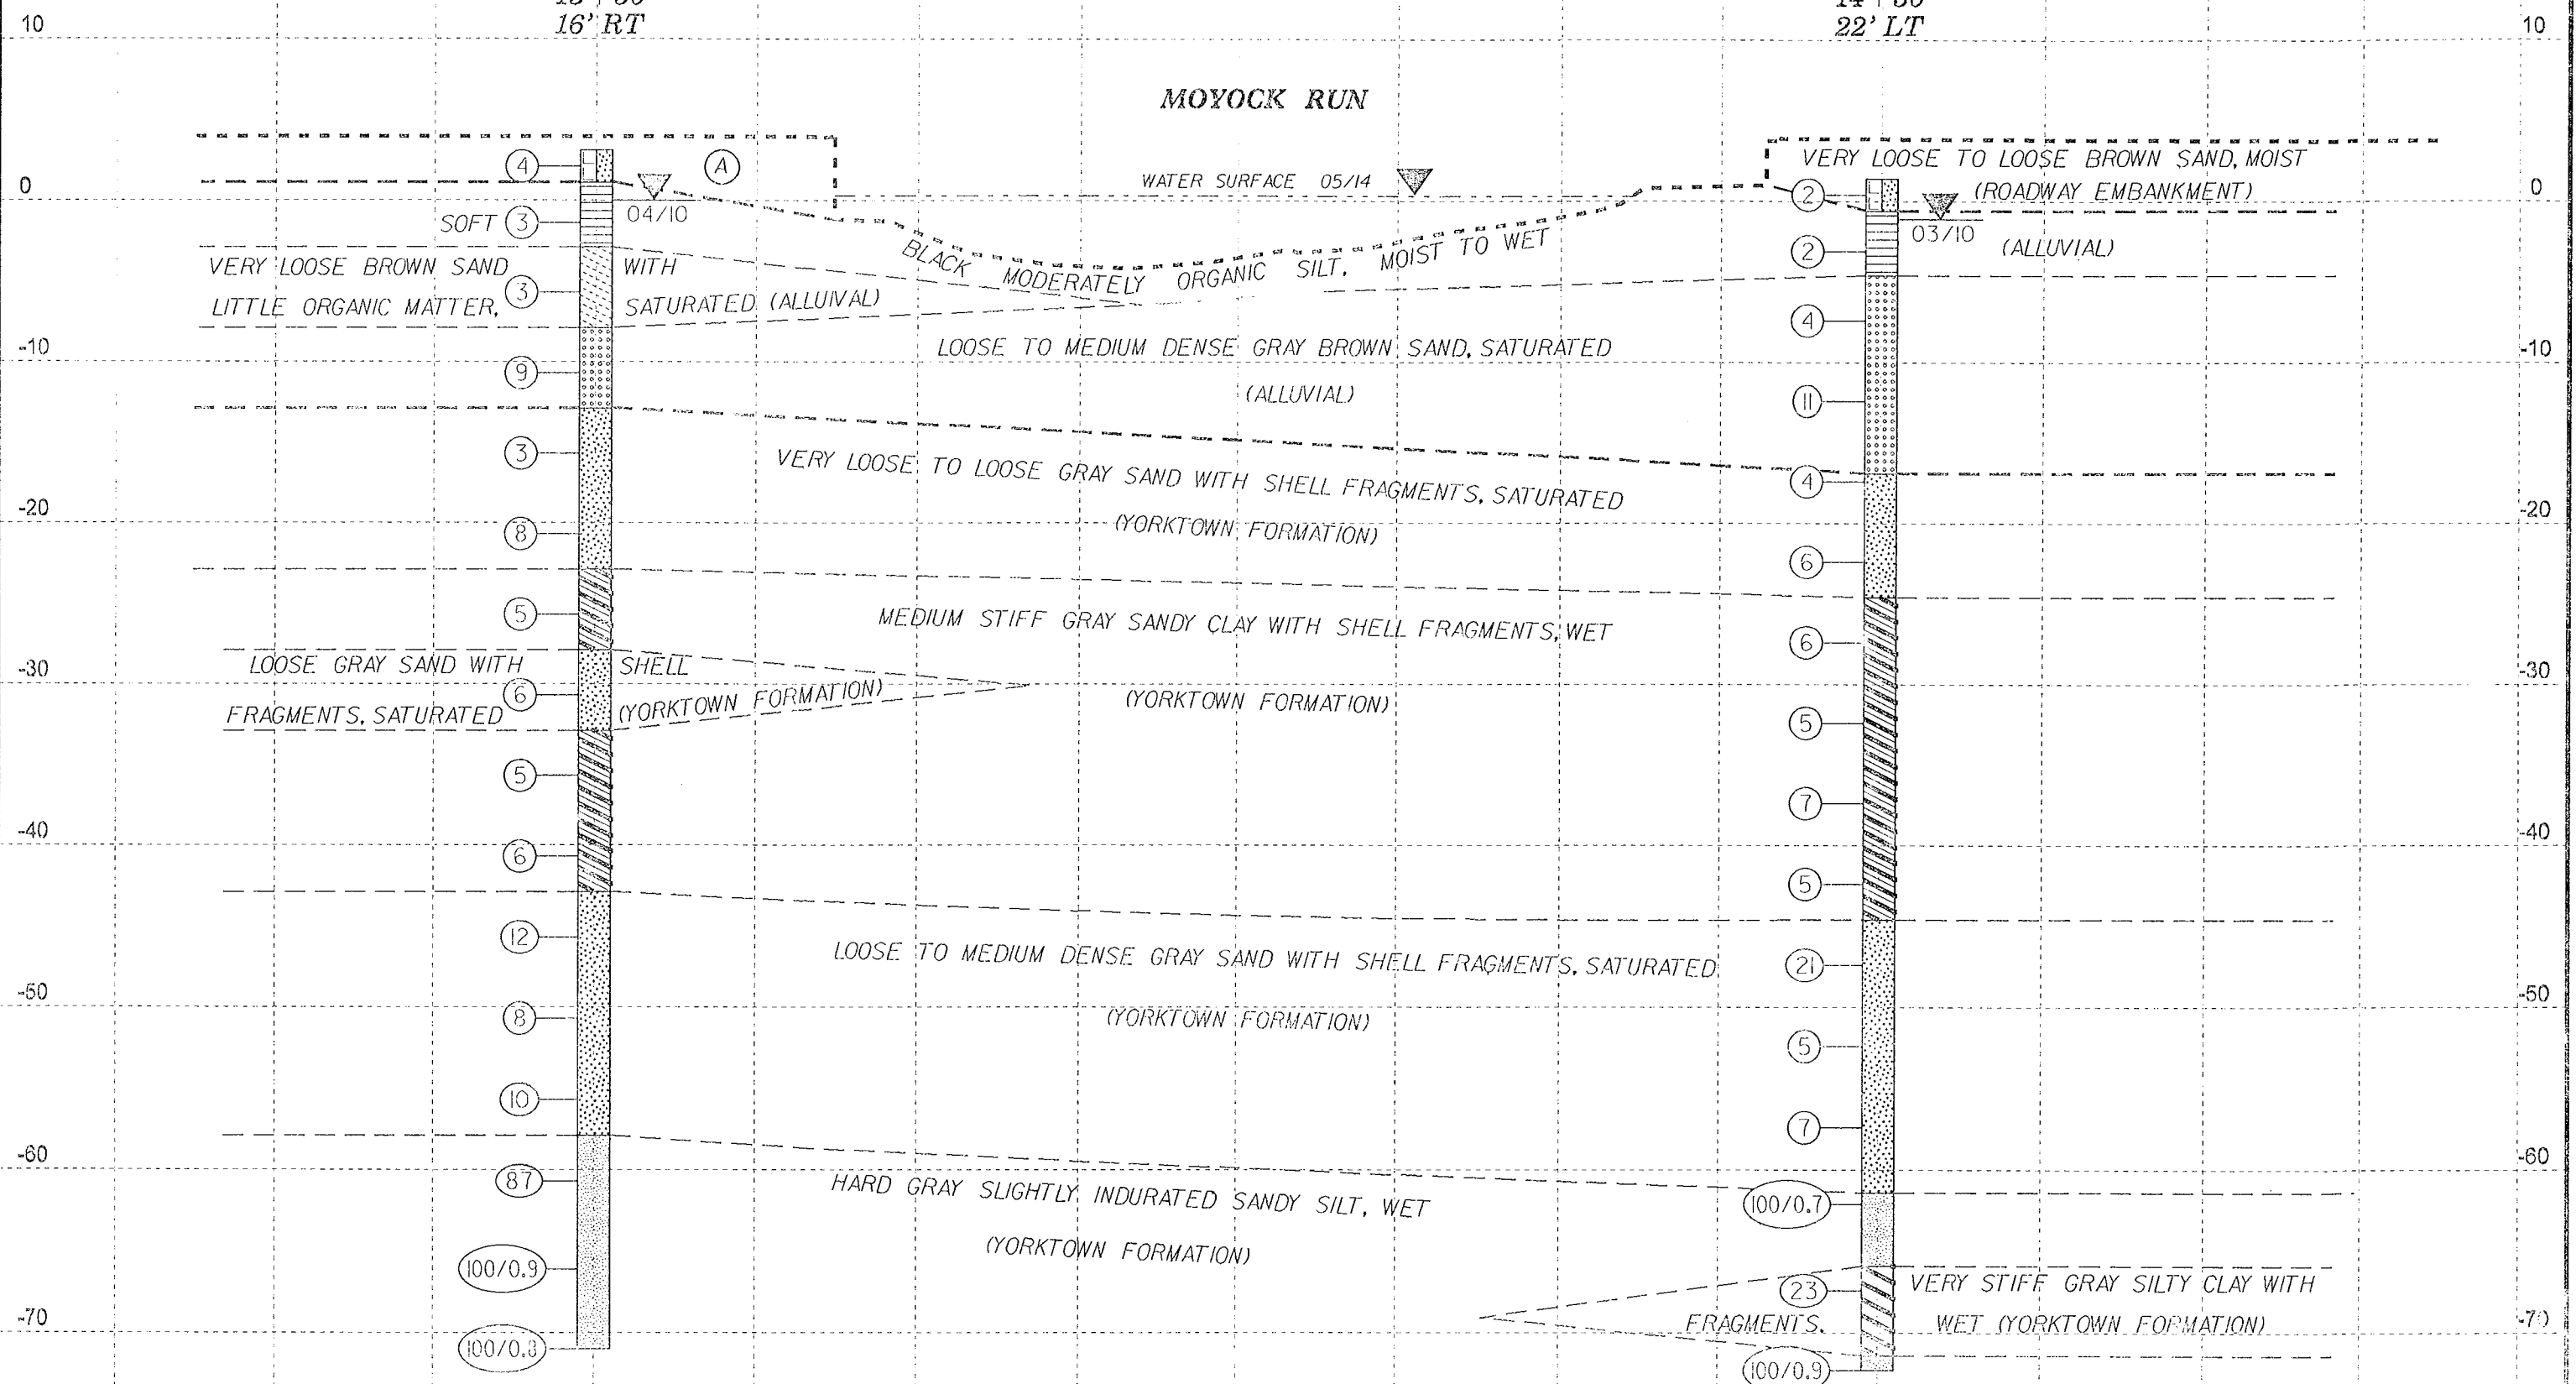 16' RT
22' LT
10
10
MOYOCK RUN
4
A
VERY LOOSE TO LOOSE BROWN SAND, MOIST
0
WATER SURFACE 05/14
2
(ROADWAY EMBANKMENT)
0
SOFT 3
04/10
03/10
BLACK MODERATELY ORGANIC SILT, MOIST TO WET
2
(ALLUVIAL)
VERY LOOSE BROWN SAND WITH
3
LITTLE ORGANIC MATTER, SATURATED (ALLUIVAL)
4
-10
LOOSE TO MEDIUM DENSE GRAY BROWN SAND, SATURATED
-10
9
(ALLUVIAL)
11
3
VERY LOOSE TO LOOSE GRAY SAND WITH SHELL FRAGMENTS, SATURATED
4
-20
(YORKTOWN FORMATION)
-20
8
6
5
MEDIUM STIFF GRAY SANDY CLAY WITH SHELL FRAGMENTS, WET
6
LOOSE GRAY SAND WITH SHELL
-30
-30
6
FRAGMENTS, SATURATED (YORKTOWN FORMATION)
(YORKTOWN FORMATION)
5
5
7
-40
-40
6
5
12
LOOSE TO MEDIUM DENSE GRAY SAND WITH SHELL FRAGMENTS, SATURATED
21
-50
-50
8
(YORKTOWN FORMATION)
5
10
7
-60
-60
87
HARD GRAY SLIGHTLY INDURATED SANDY SILT, WET
100/0.7
(YORKTOWN FORMATION)
100/0.9
23
VERY STIFF GRAY SILTY CLAY WITH
-70
FRAGMENTS, WET (YORKTOWN FORMATION)
-70
100/0.9